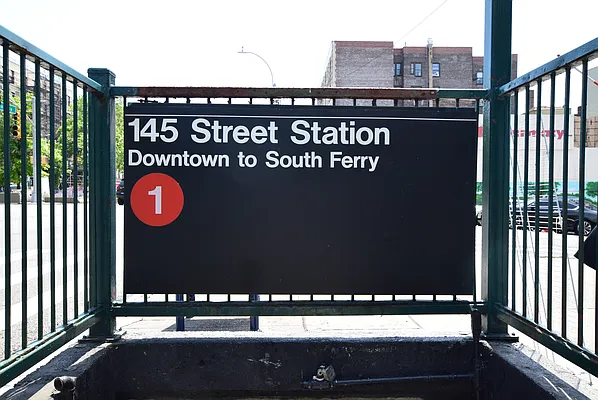 145 Street Station
Downtown to South Ferry
1